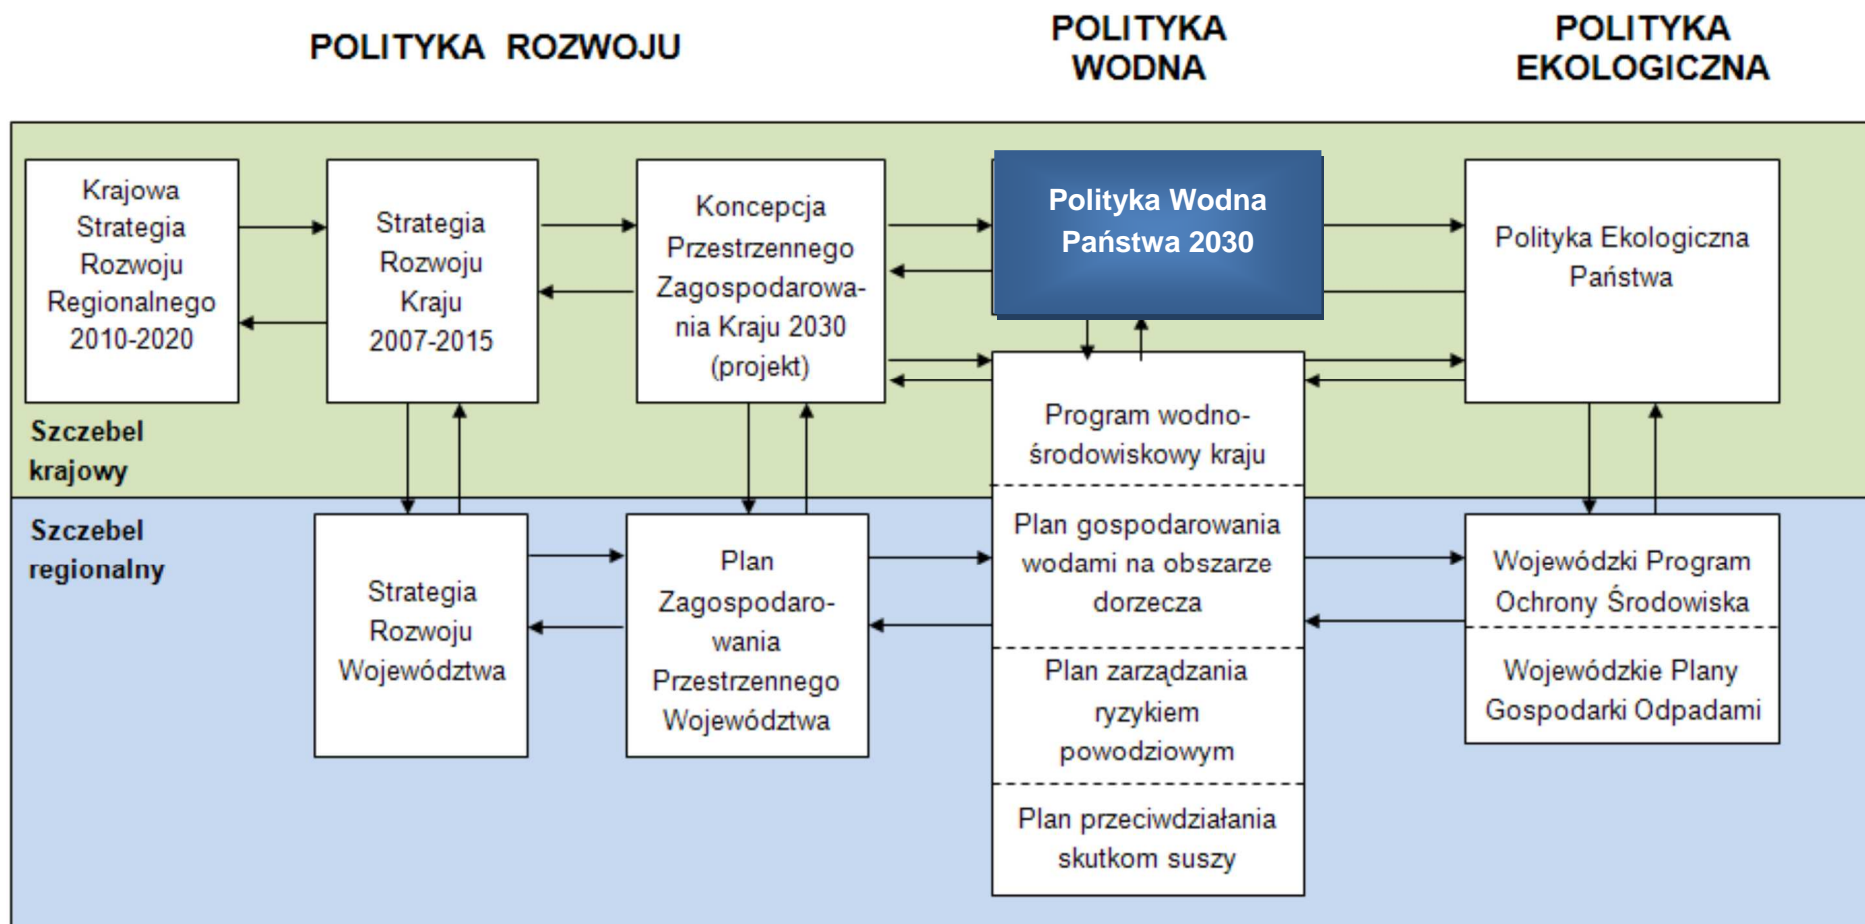 POLITYKA ROZWOJU
POLITYKA
WODNA
POLITYKA
EKOLOGICZNA
Krajowa
Strategia
Rozwoju
Regionalnego
2010-2020
Strategia
Rozwoju
Kraju
2007-2015
Koncepcja
Przestrzennego
Zagospodarowa-
nia Kraju 2030
(projekt)
Polityka Wodna
Państwa 2030
Polityka Ekologiczna
Państwa
Szczebel
krajowy
Program wodno-
środowiskowy kraju
Szczebel
regionalny
Strategia
Rozwoju
Województwa
Plan
Zagospodaro-
wania
Przestrzennego
Województwa
Plan gospodarowania
wodami na obszarze
dorzecza
Plan zarządzania
ryzykiem
powodziowym
Plan przeciwdziałania
skutkom suszy
Wojewódzki Program
Ochrony Środowiska
Wojewódzkie Plany
Gospodarki Odpadami